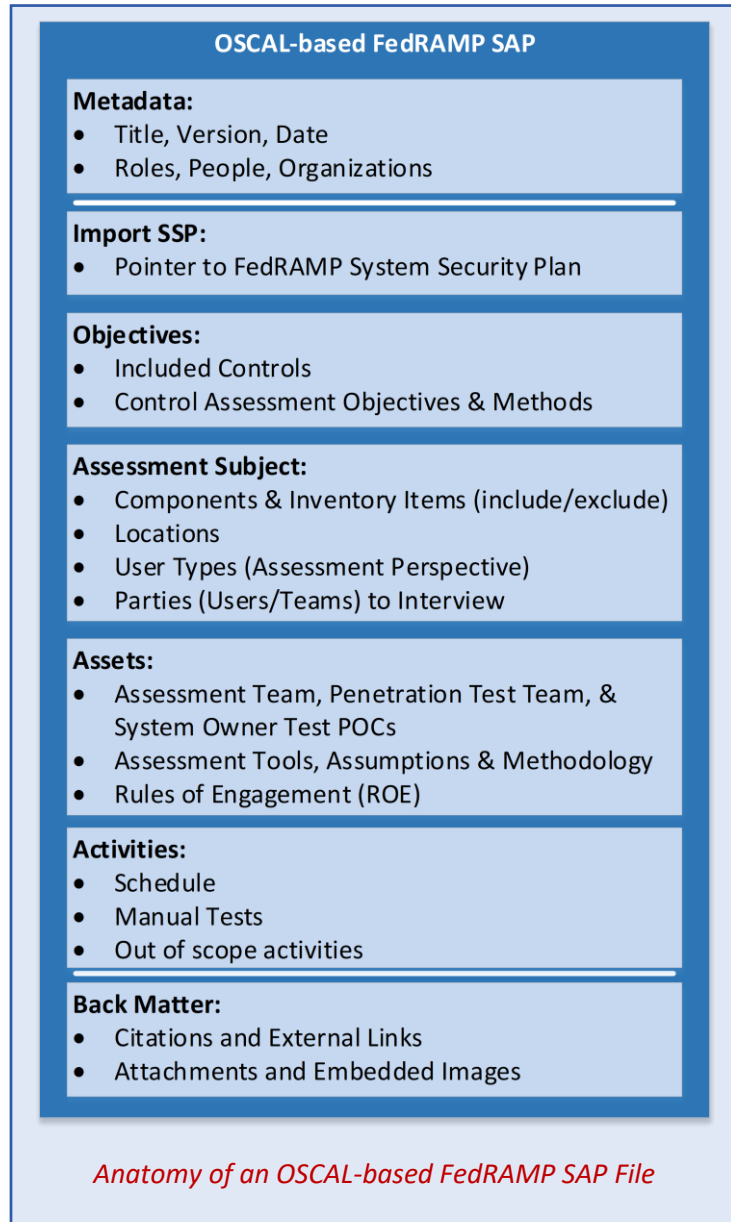 OSCAL-based FedRAMP SAP
Metadata:
• Title, Version, Date
• Roles, People, Organizations
Import SSP:
• Pointer to FedRAMP System Security Plan
Objectives:
• Included Controls
• Control Assessment Objectives & Methods
Assessment Subject:
• Components & Inventory Items (include/exclude)
• Locations
• User Types (Assessment Perspective)
• Parties (Users/Teams) to Interview
Assets:
• Assessment Team, Penetration Test Team, &
System Owner Test POCs
• Assessment Tools, Assumptions & Methodology
• Rules of Engagement (ROE)
Activities:
• Schedule
• Manual Tests
• Out of scope activities
Back Matter:
• Citations and External Links
• Attachments and Embedded Images
Anatomy of an OSCAL-based FedRAMP SAP File